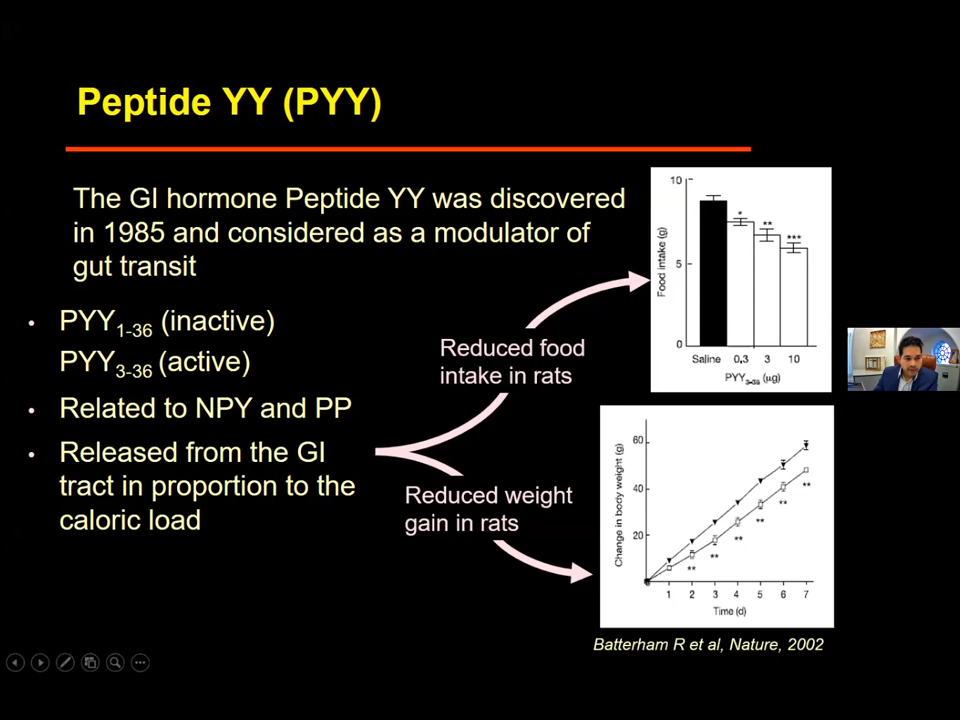 Peptide YY (PYY)
The GI hormone Peptide YY was discovered
in 1985 and considered as a modulator of
gut transit
• PYY1-36 (inactive)
PYY3-36 (active)
• Related to NPY and PP
• Released from the GI
tract in proportion to the
caloric load
Reduced food
intake in rats
Reduced weight
gain in rats
Food intake (g)
10
5
0
* ** ***
Saline 0.3 3 10
PYY3-36 (μg)
Change in body weight (g)
60
40
20
** ** ** ** ** **
1 2 3 4 5 6 7
Time (d)
Batterham R et al, Nature, 2002